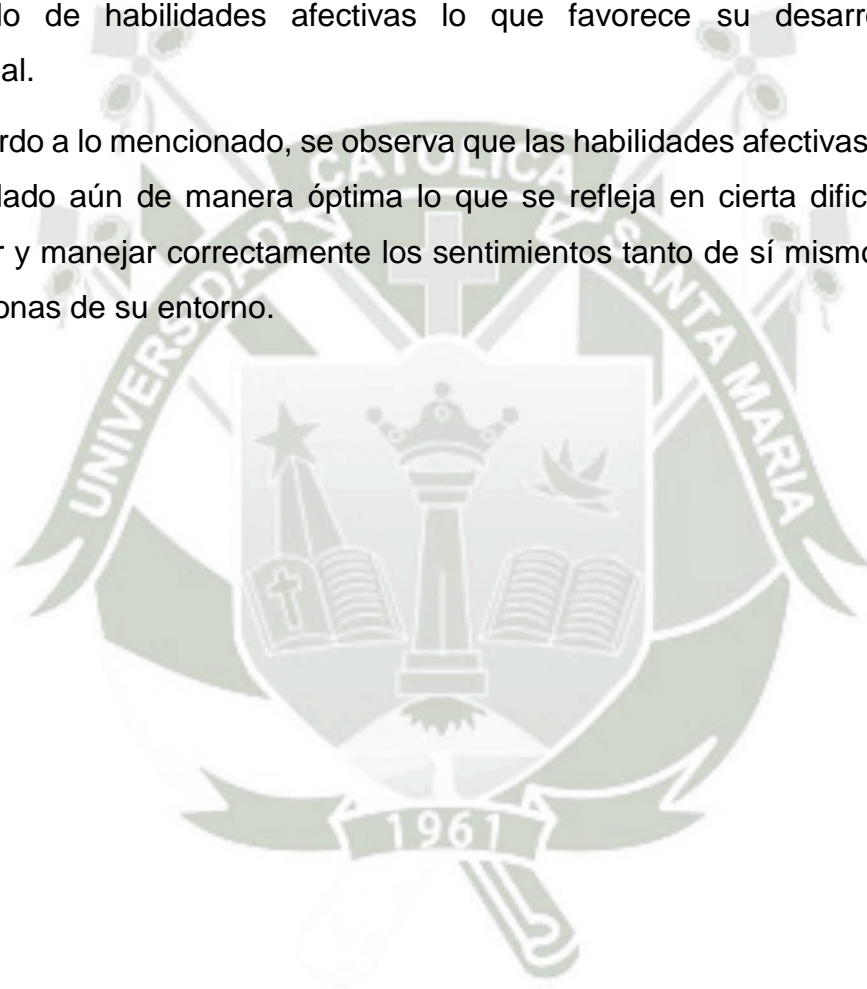 lo de habilidades afectivas lo que favorece su desarr
al.
rdo a lo mencionado, se observa que las habilidades afectivas
lado aún de manera óptima lo que se refleja en cierta dific
r y manejar correctamente los sentimientos tanto de sí mismo
onas de su entorno.
UNIVERSIDAD CATOLICA SANTA MARIA
1961